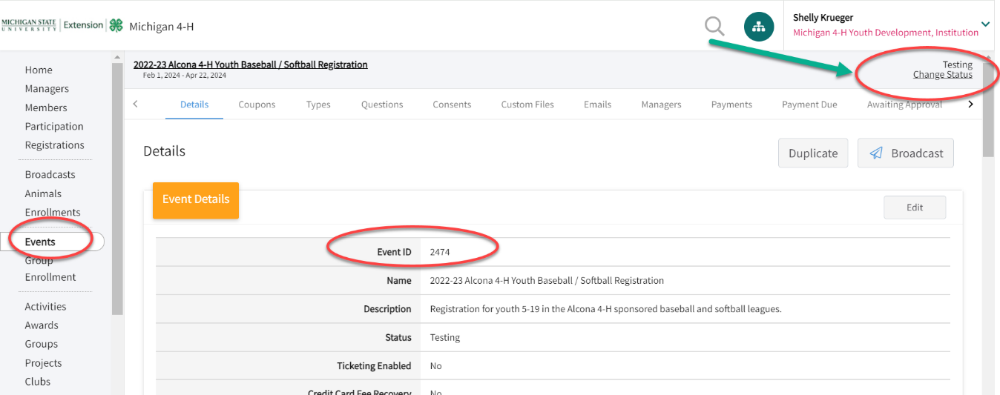 MICHIGAN STATE
UNIVERSITY
Extension
Michigan 4-H
Shelly Krueger
Michigan 4-H Youth Development, Institution
Home
Managers
Members
Participation
Registrations
Broadcasts
Animals
Enrollments
Events
Group
Enrollment
Activities
Awards
Groups
Projects
Clubs
2022-23 Alcona 4-H Youth Baseball / Softball Registration
Feb 1, 2024 - Apr 22, 2024
Testing
Change Status
Details Coupons Types Questions Consents Custom Files Emails Managers Payments Payment Due Awaiting Approval
Details
Duplicate
Broadcast
Event Details
Edit
Event ID 2474
Name 2022-23 Alcona 4-H Youth Baseball / Softball Registration
Description Registration for youth 5-19 in the Alcona 4-H sponsored baseball and softball leagues.
Status Testing
Ticketing Enabled No
Credit Card Fee Recovery No